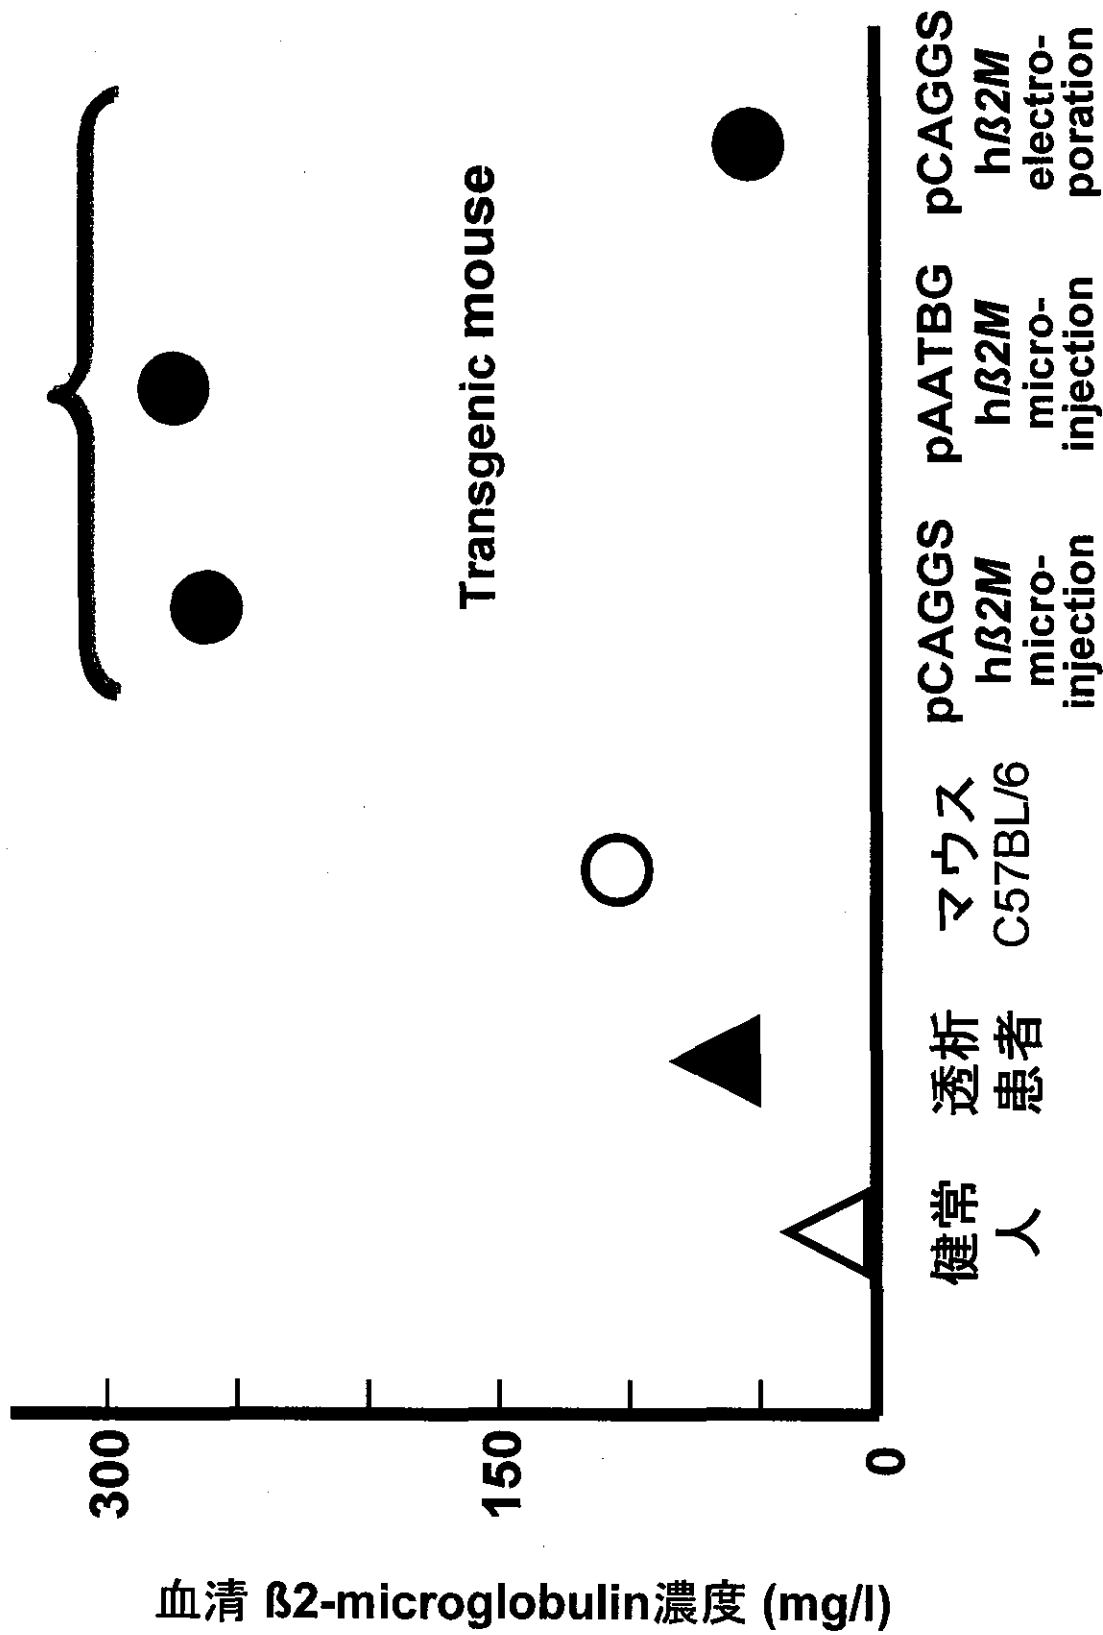 血清 ß2-microglobulin濃度 (mg/l)
300
150
0
Transgenic mouse
健常
人
透析
患者
マウス
C57BL/6
pCAGGS
hß2M
micro-
injection
pAATBG
hß2M
micro-
injection
pCAGGS
hß2M
electro-
poration